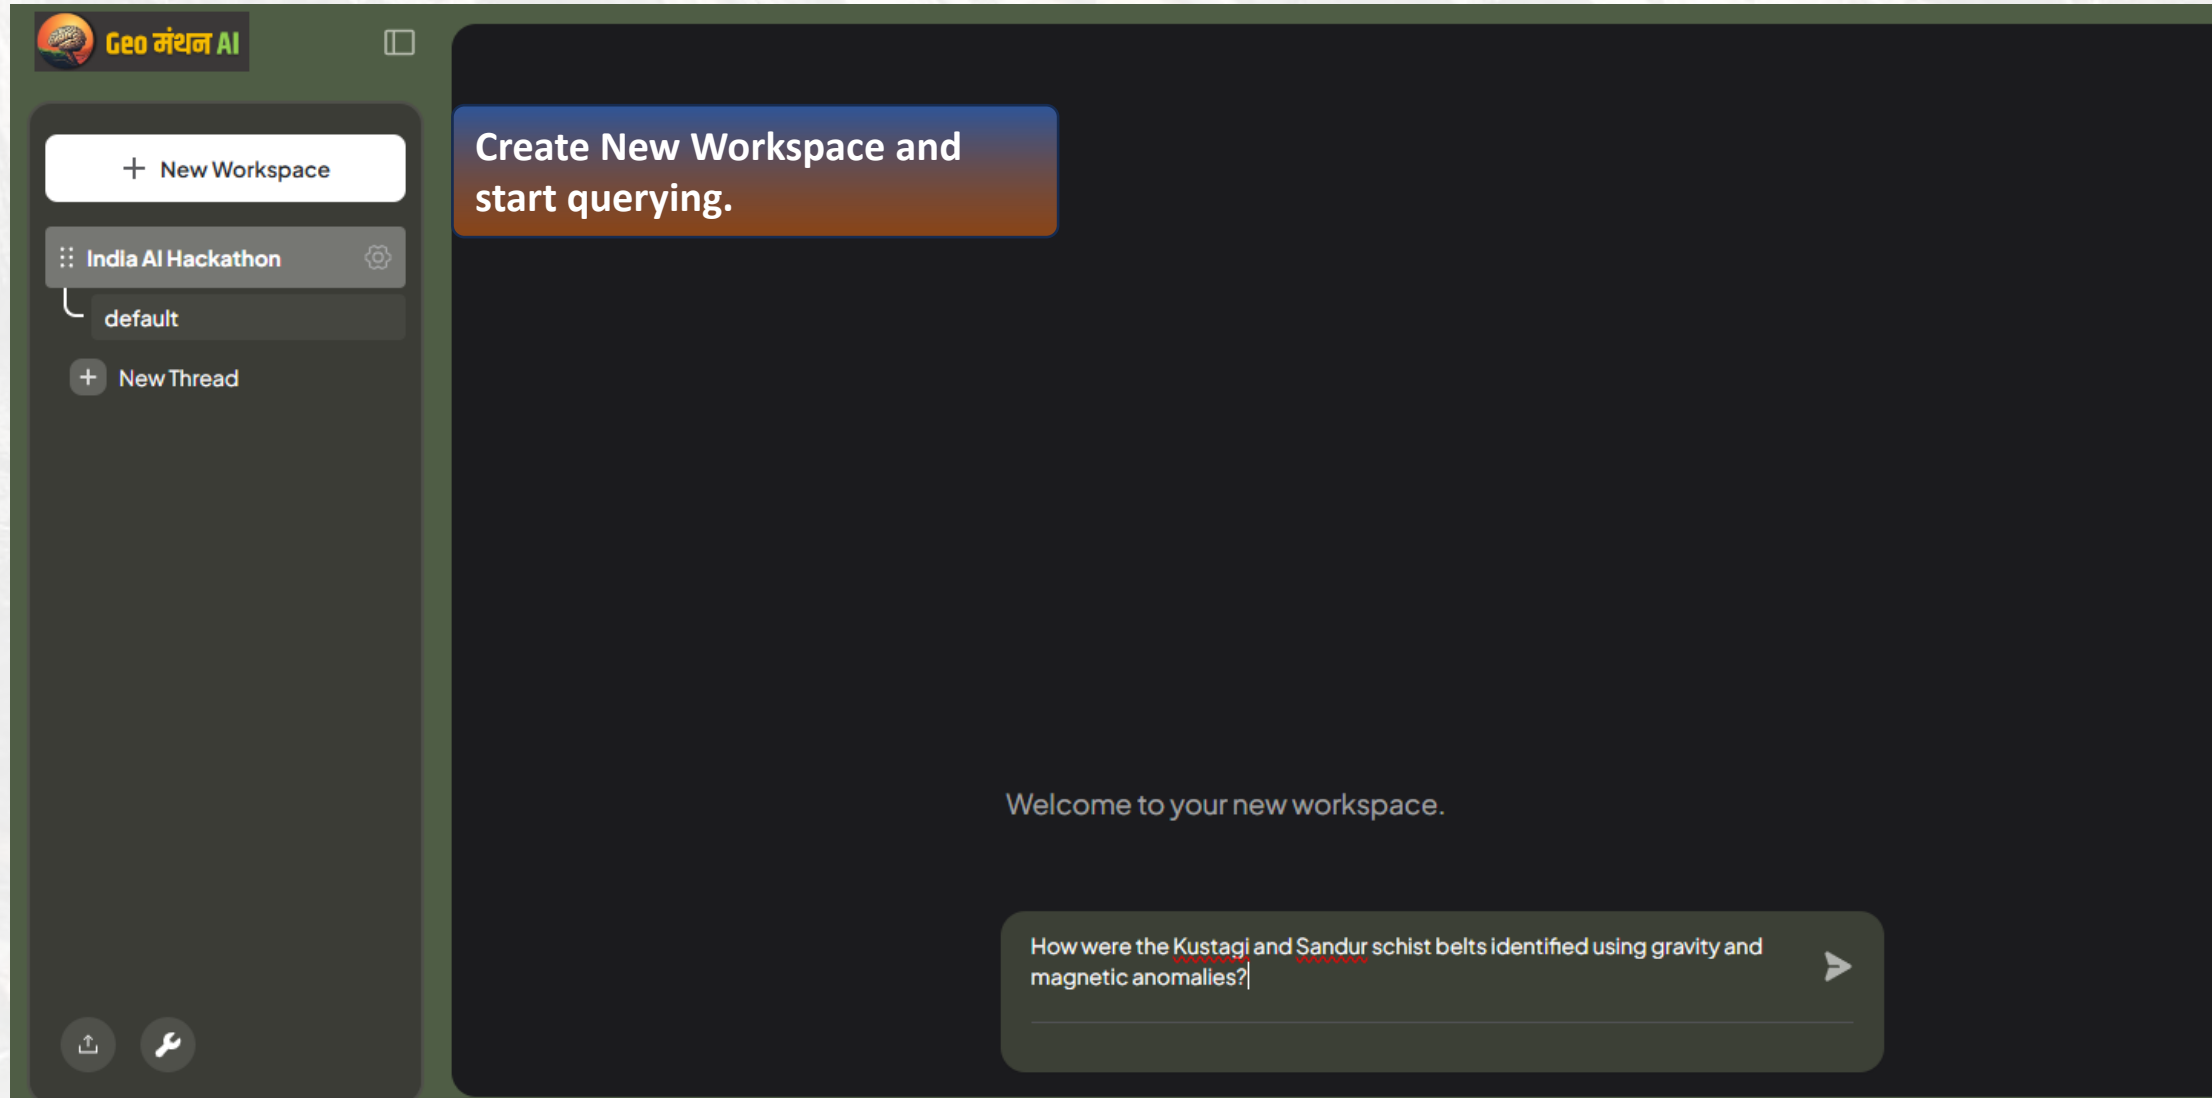 Geo मंथन AI
New Workspace
India AI Hackathon
default
New Thread
Create New Workspace and
start querying.
Welcome to your new workspace.
How were the Kustagi and Sandur schist belts identified using gravity and
magnetic anomalies?